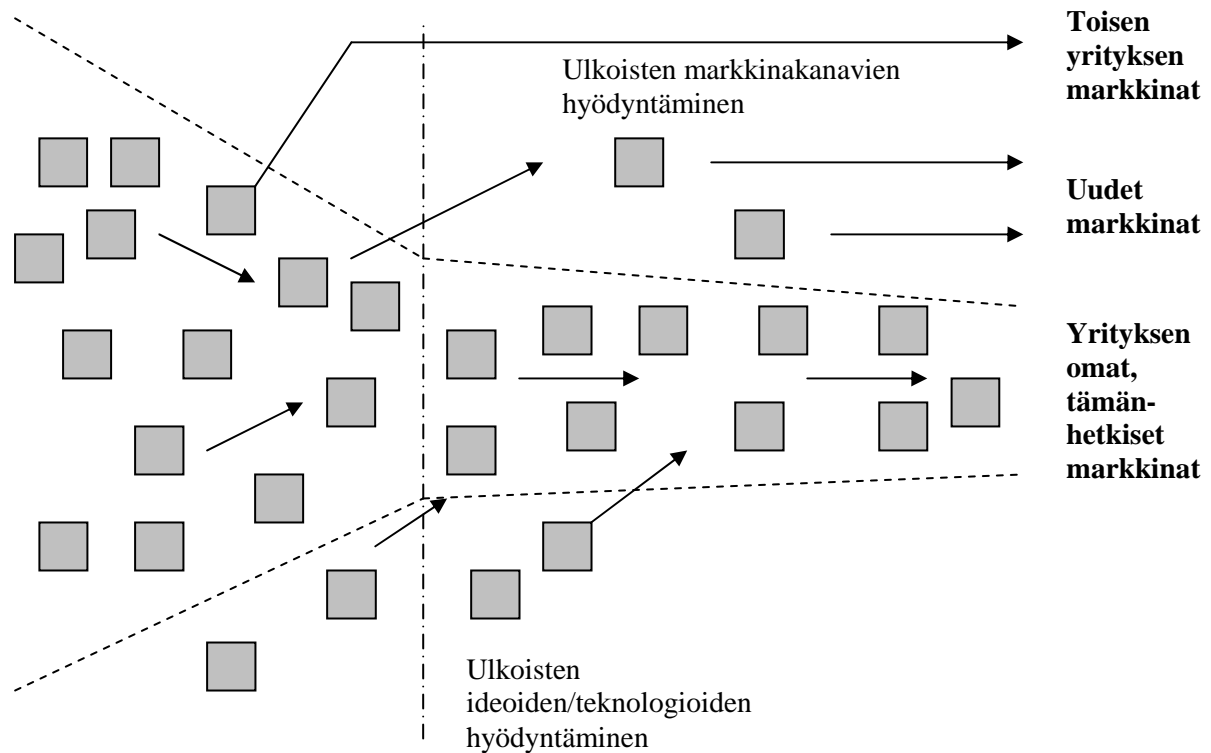 Toisen
yrityksen
markkinat
Ulkoisten markkinakanavien
hyödyntäminen
Uudet
markkinat
Yrityksen
omat,
tämän-
hetkiset
markkinat
Ulkoisten
ideoiden/teknologioiden
hyödyntäminen